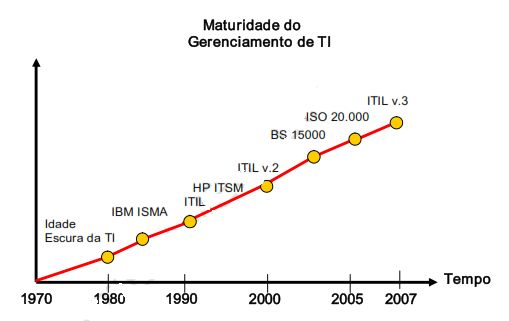 Maturidade do
Gerenciamento de TI
ITIL v.3
ISO 20.000
BS 15000
ITIL v.2
HP ITSM
ITIL
IBM ISMA
Idade
Escura da TI
Tempo
1970 1980 1990 2000 2005 2007